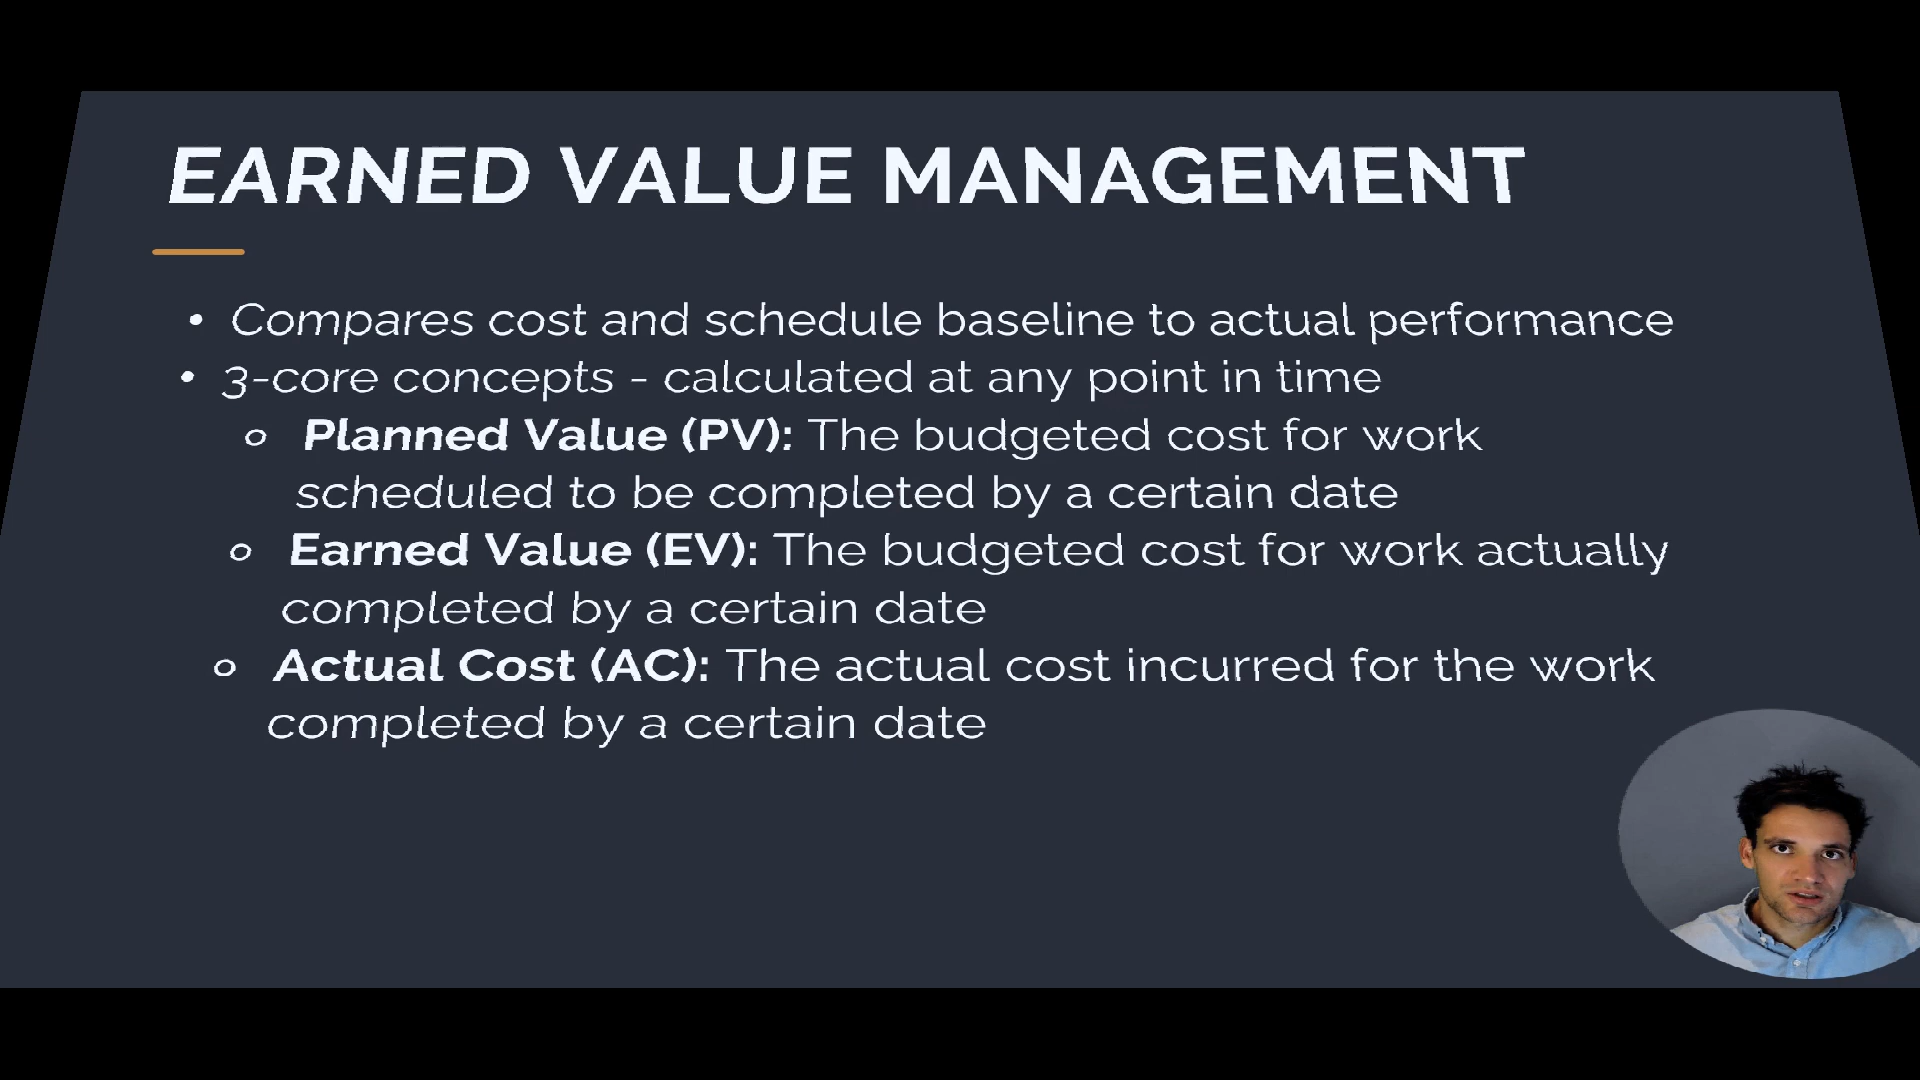 EARNED VALUE MANAGEMENT
• Compares cost and schedule baseline to actual performance
• 3-core concepts - calculated at any point in time
o Planned Value (PV): The budgeted cost for work
scheduled to be completed by a certain date
o Earned Value (EV): The budgeted cost for work actually
completed by a certain date
o Actual Cost (AC): The actual cost incurred for the work
completed by a certain date